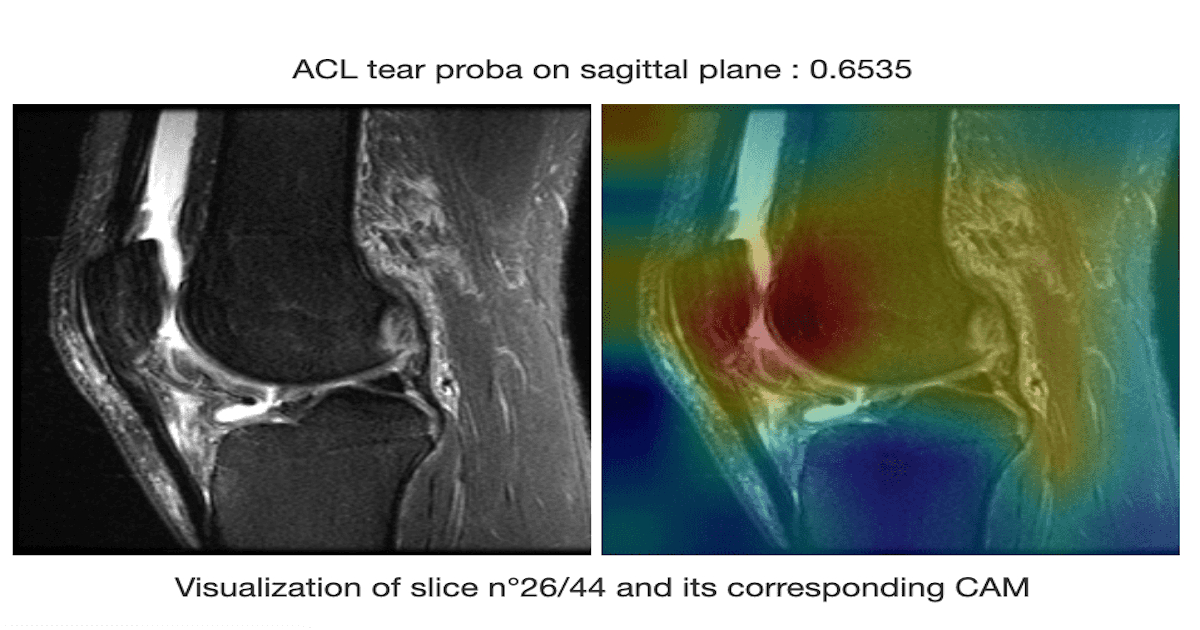 ACL tear proba on sagittal plane : 0.6535
Visualization of slice n°26/44 and its corresponding CAM